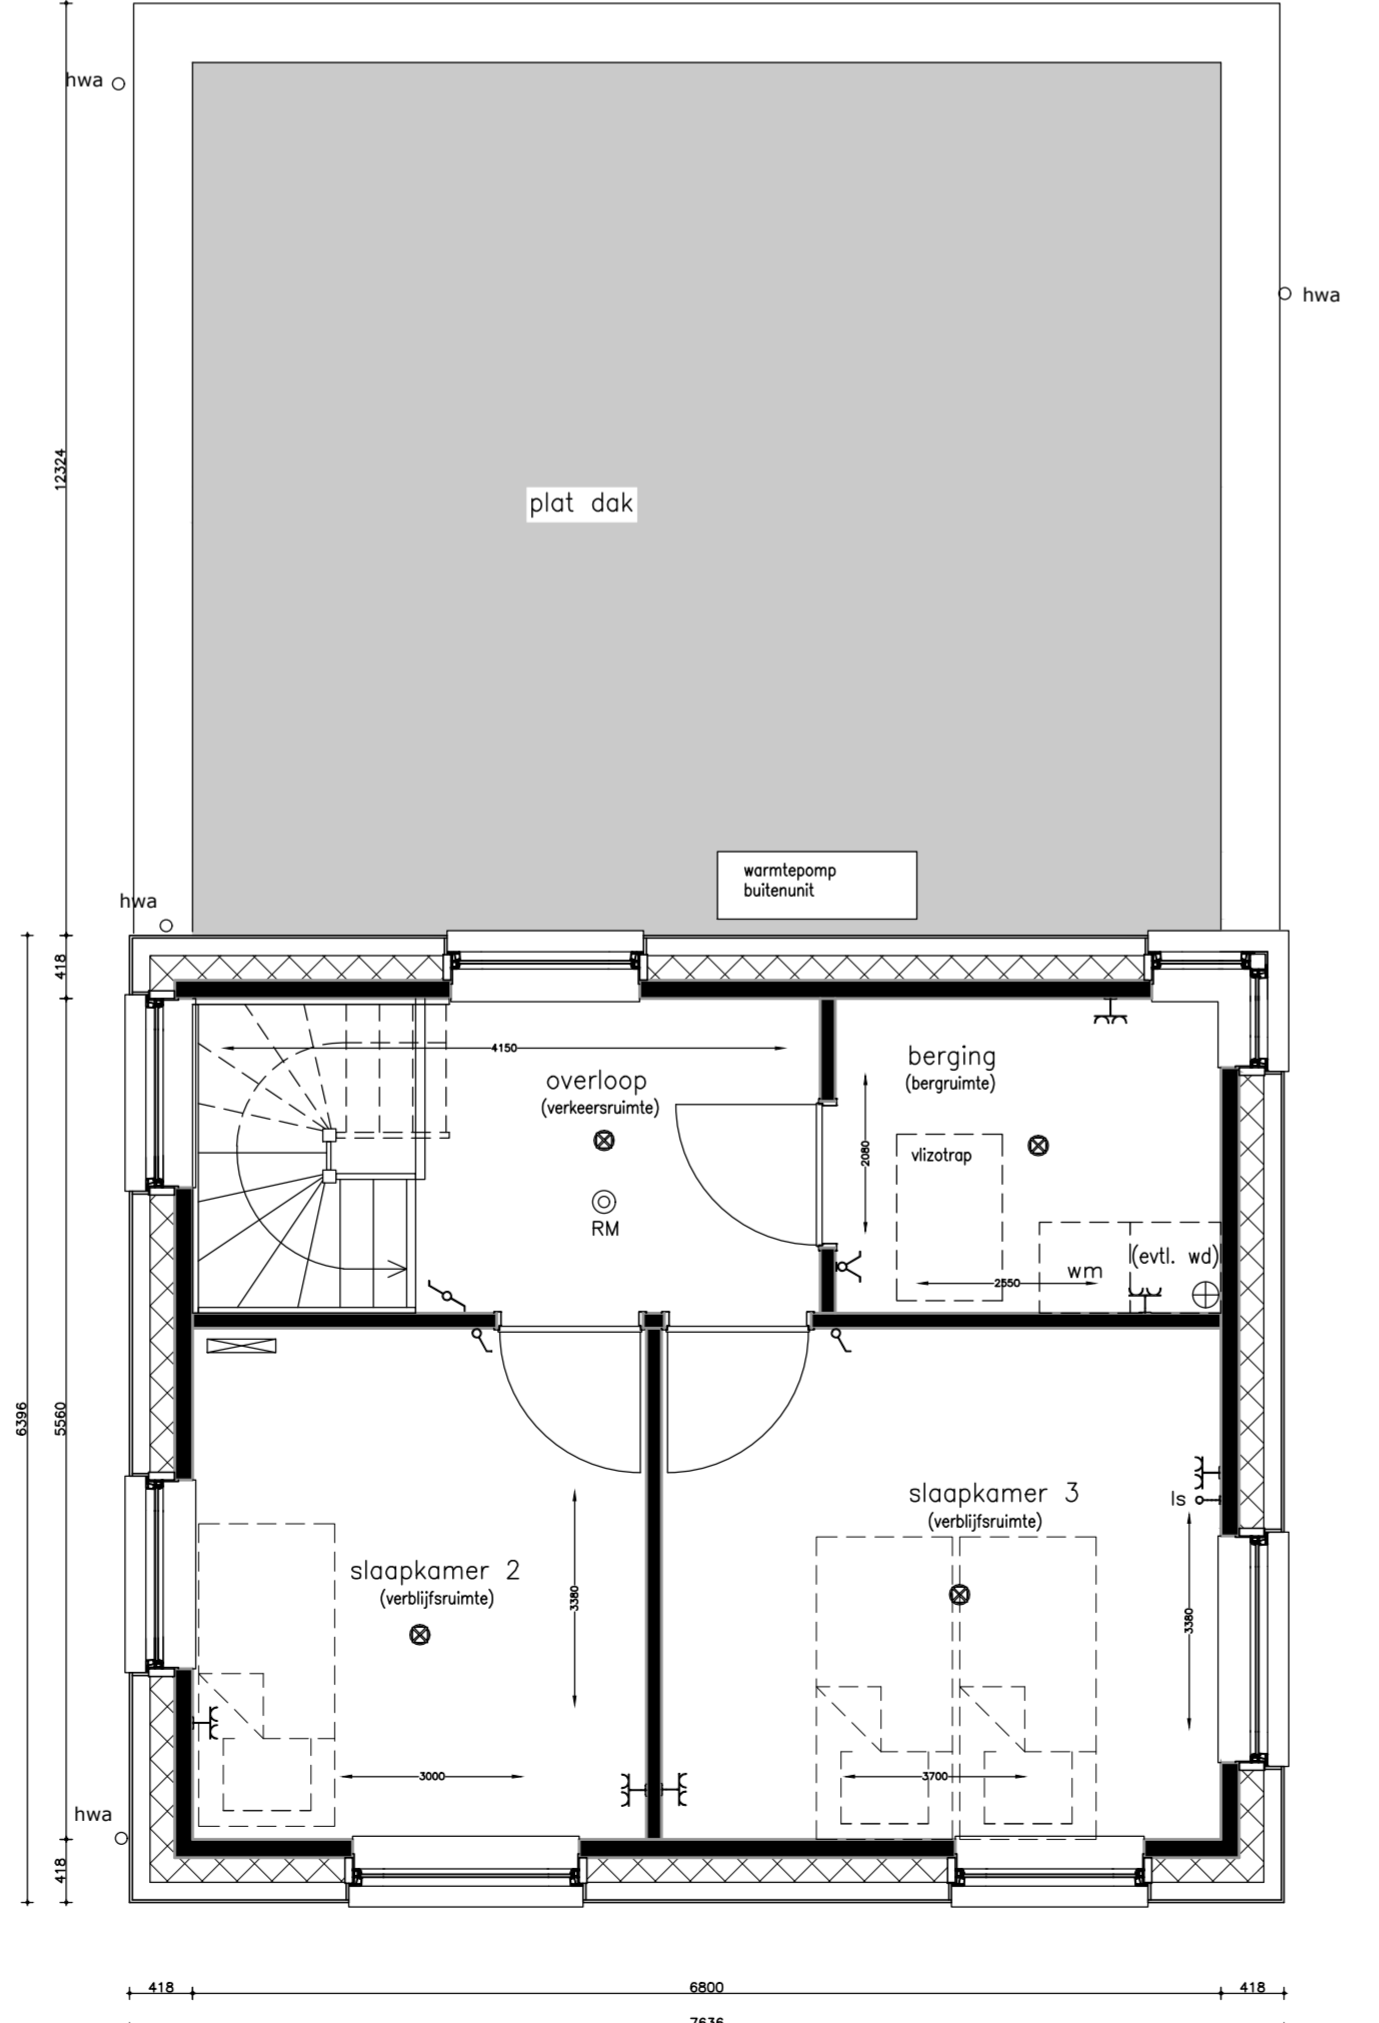 hwa
hwa
12324
plat dak
warmtepomp
buitenunit
hwa
418
4150
overloop
(verkeersruimte)
berging
(bergruimte)
2080
vlizotrap
RM
wm
(evtl. wd)
2550
6396
5560
slaapkamer 3
(verblijfsruimte)
ls
slaapkamer 2
(verblijfsruimte)
3380
3380
3000
3700
hwa
418
418
6800
418
7636